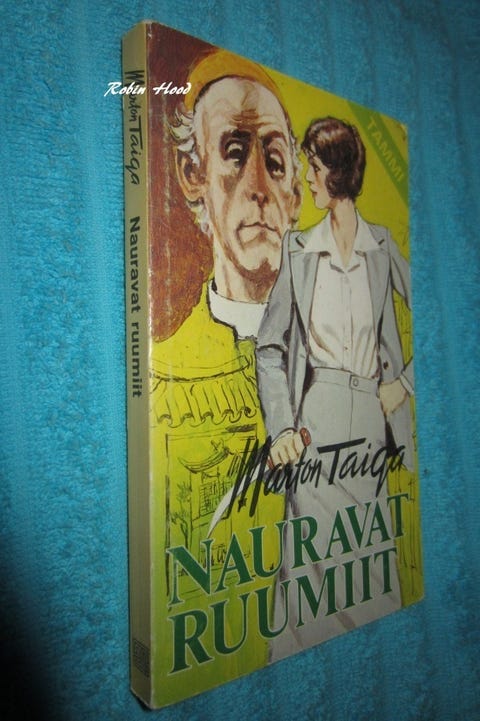 Robin Hood
Marton Taiga
Nauravat ruumiit
TAMMI
Marton Taiga
NAURAVAT
RUUMIIT